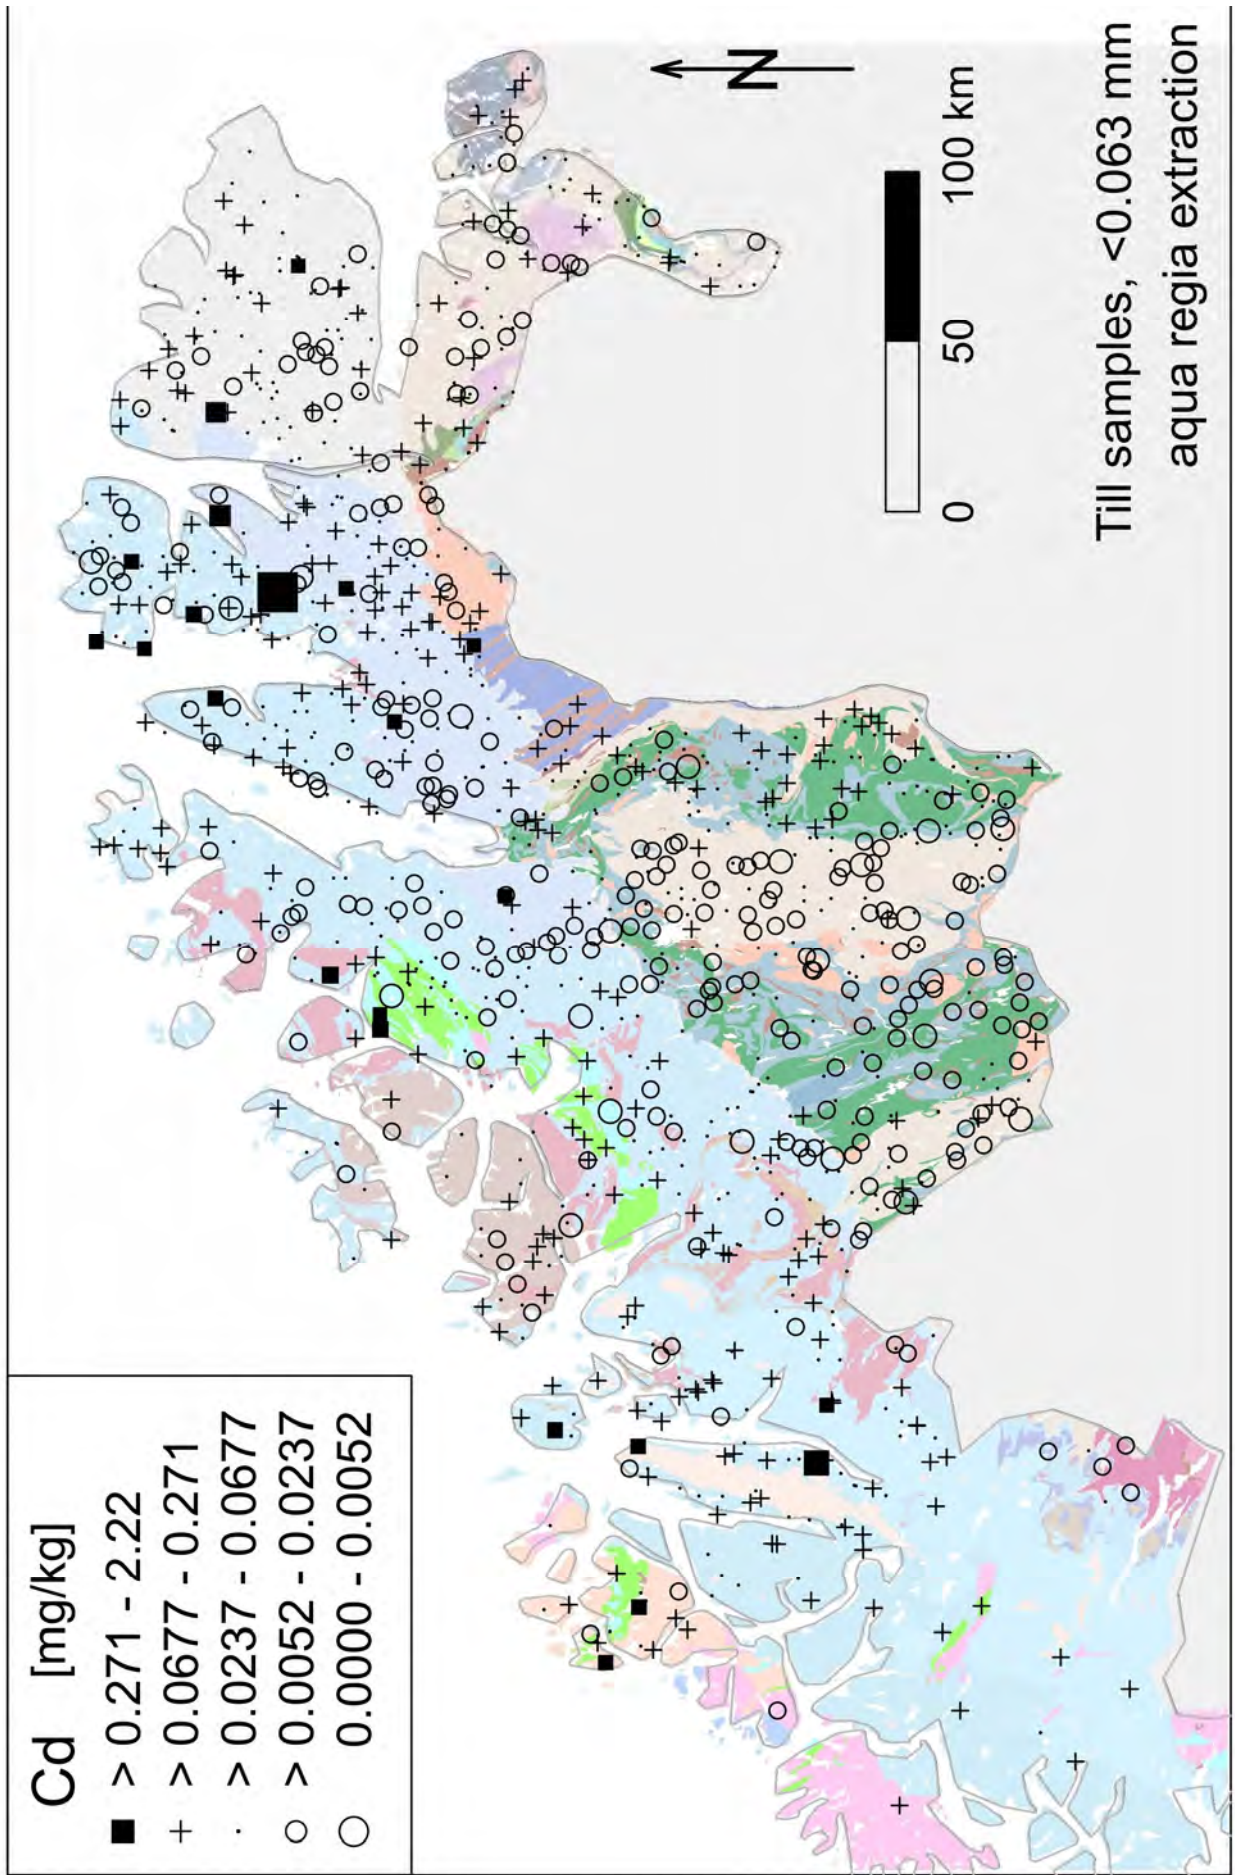 Cd [mg/kg]
> 0.271 - 2.22
> 0.0677 - 0.271
> 0.0237 - 0.0677
> 0.0052 - 0.0237
0.0000 - 0.0052
N
0 50 100 km
Till samples, <0.063 mm
aqua regia extraction